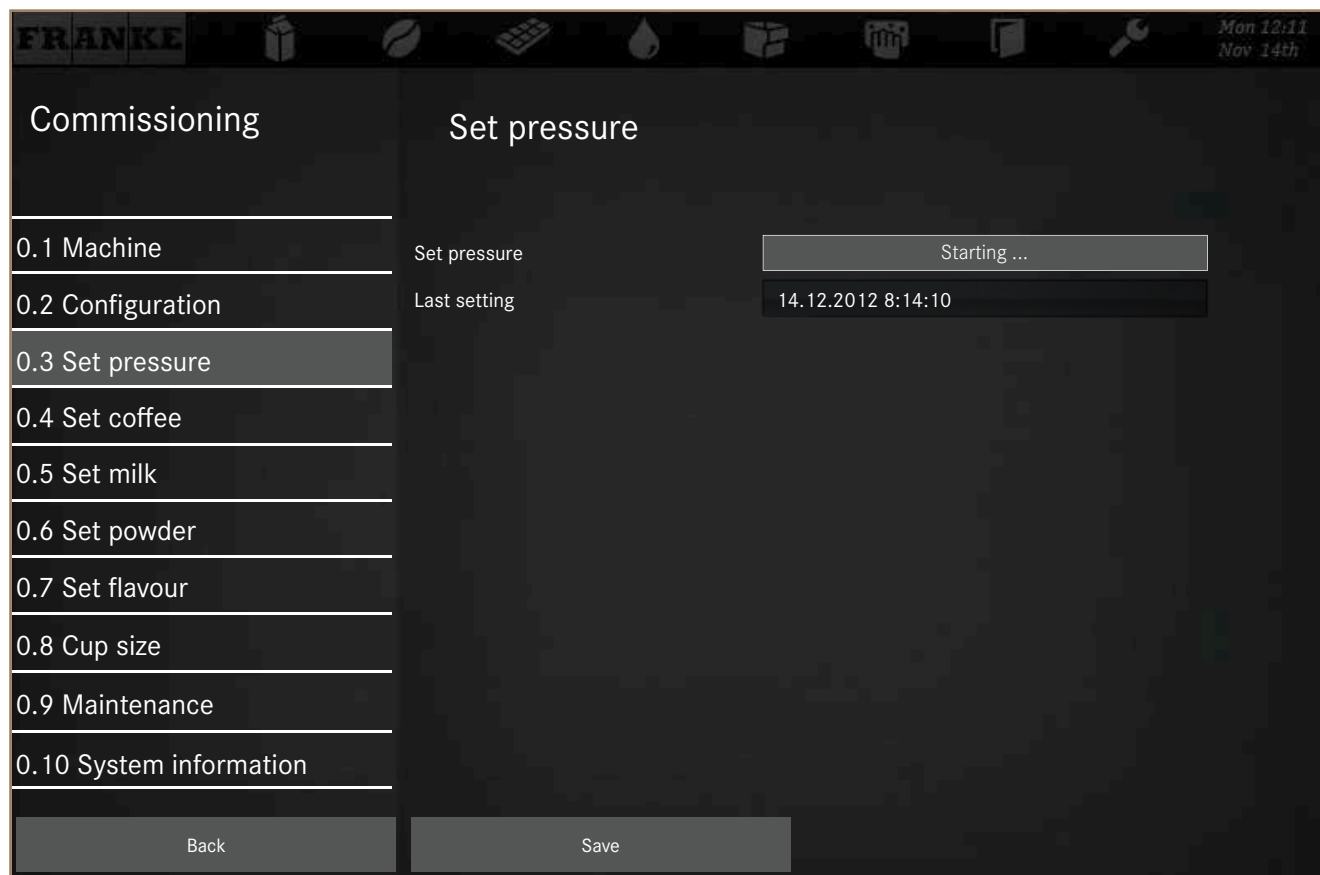 FRANKE
Mon 12:11
Nov 14th
Commissioning
0.1 Machine
0.2 Configuration
0.3 Set pressure
0.4 Set coffee
0.5 Set milk
0.6 Set powder
0.7 Set flavour
0.8 Cup size
0.9 Maintenance
0.10 System information
Set pressure
Set pressure
Starting ...
Last setting
14.12.2012 8:14:10
Back
Save